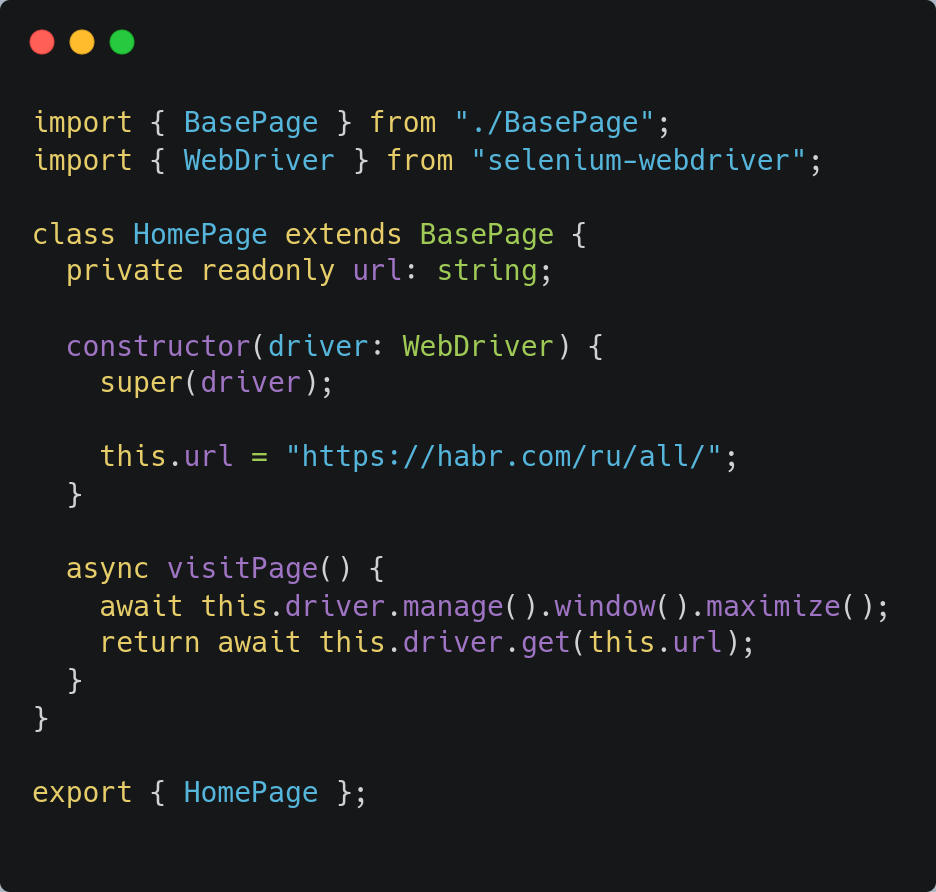 import { BasePage } from "./BasePage";
import { WebDriver } from "selenium-webdriver";

class HomePage extends BasePage {
  private readonly url: string;

  constructor(driver: WebDriver) {
    super(driver);

    this.url = "https://habr.com/ru/all/";
  }

  async visitPage() {
    await this.driver.manage().window().maximize();
    return await this.driver.get(this.url);
  }
}

export { HomePage };